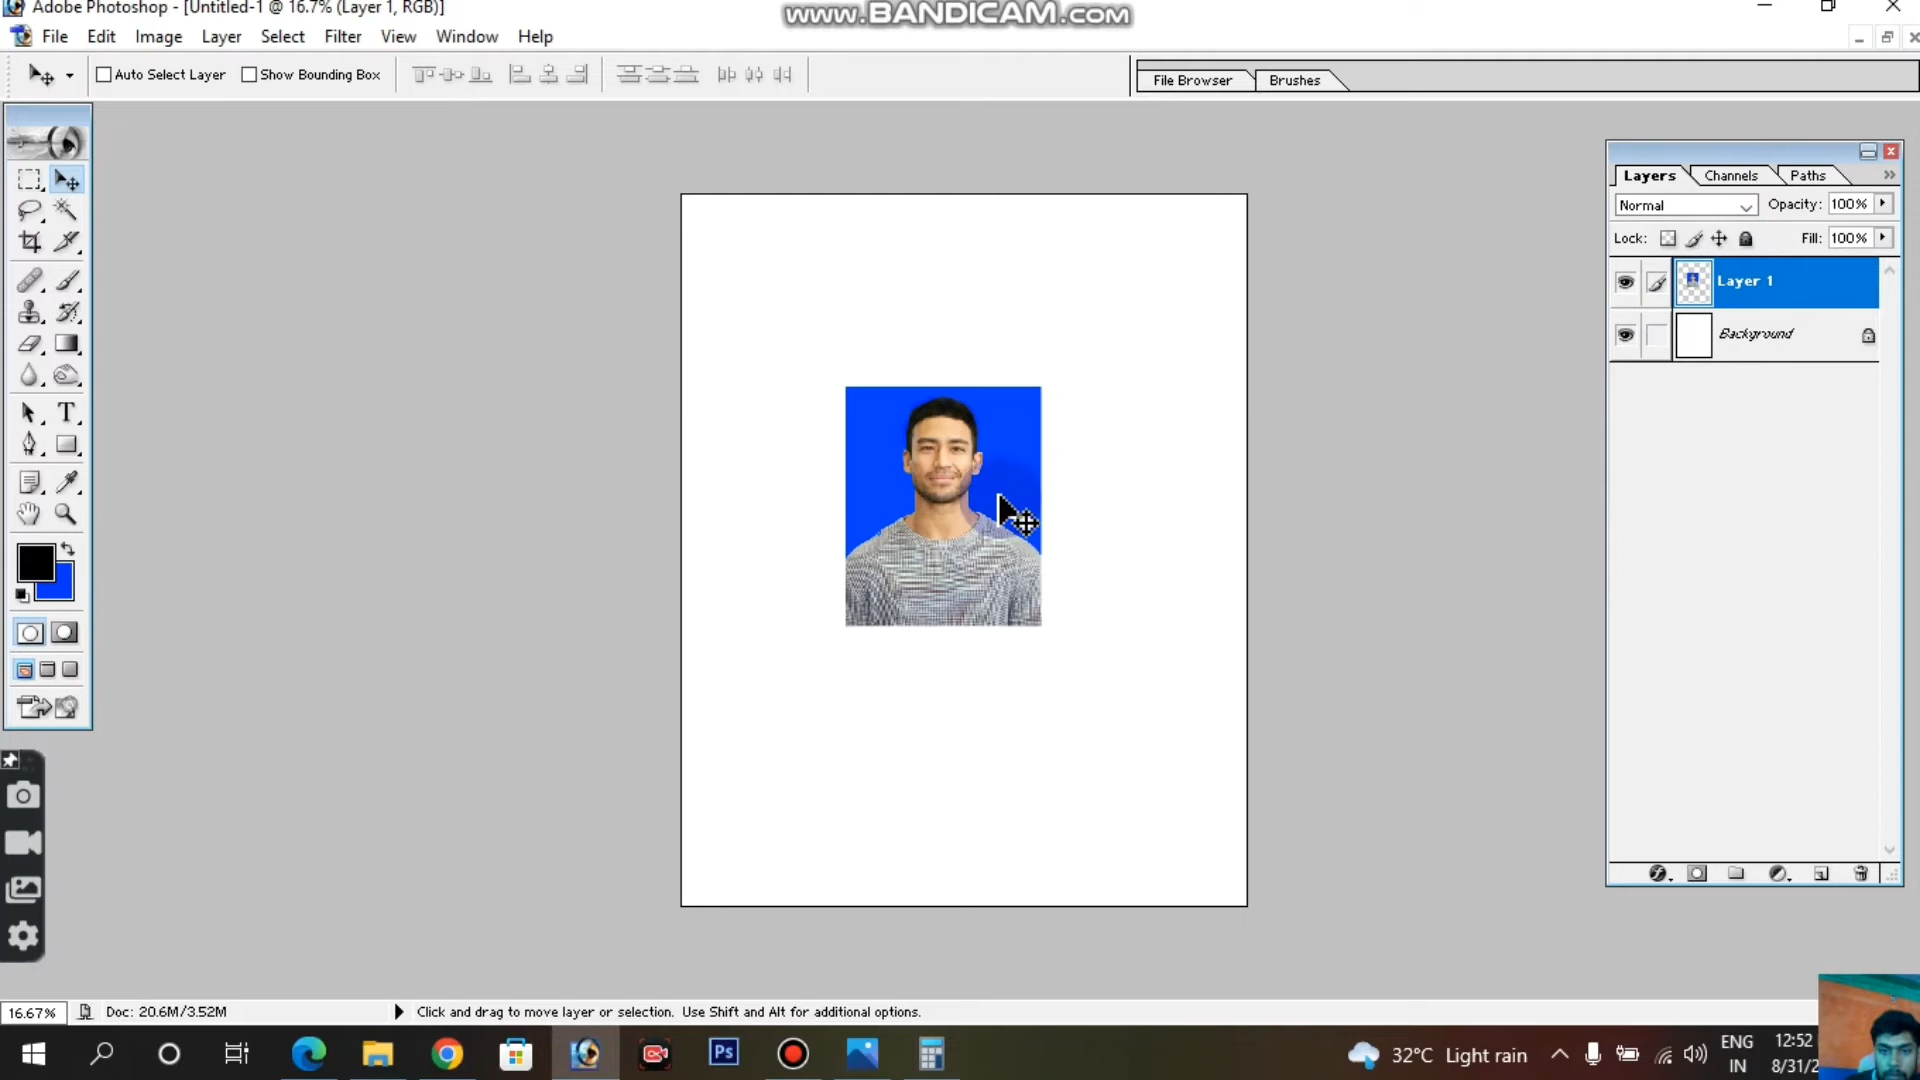 Adobe Photoshop - [Untitled-1 @ 16.7% (Layer 1, RGB)]
www.BANDICAM.com
File Edit Image Layer Select Filter View Window Help
Auto Select Layer Show Bounding Box
File Browser Brushes
Layers Channels Paths
Normal Opacity: 100%
Lock: Fill: 100%
Layer 1
Background
T
16.67% Doc: 20.6M/3.52M Click and drag to move layer or selection. Use Shift and Alt for additional options.
Ps
32°C Light rain
ENG
IN
12:52
8/31/2